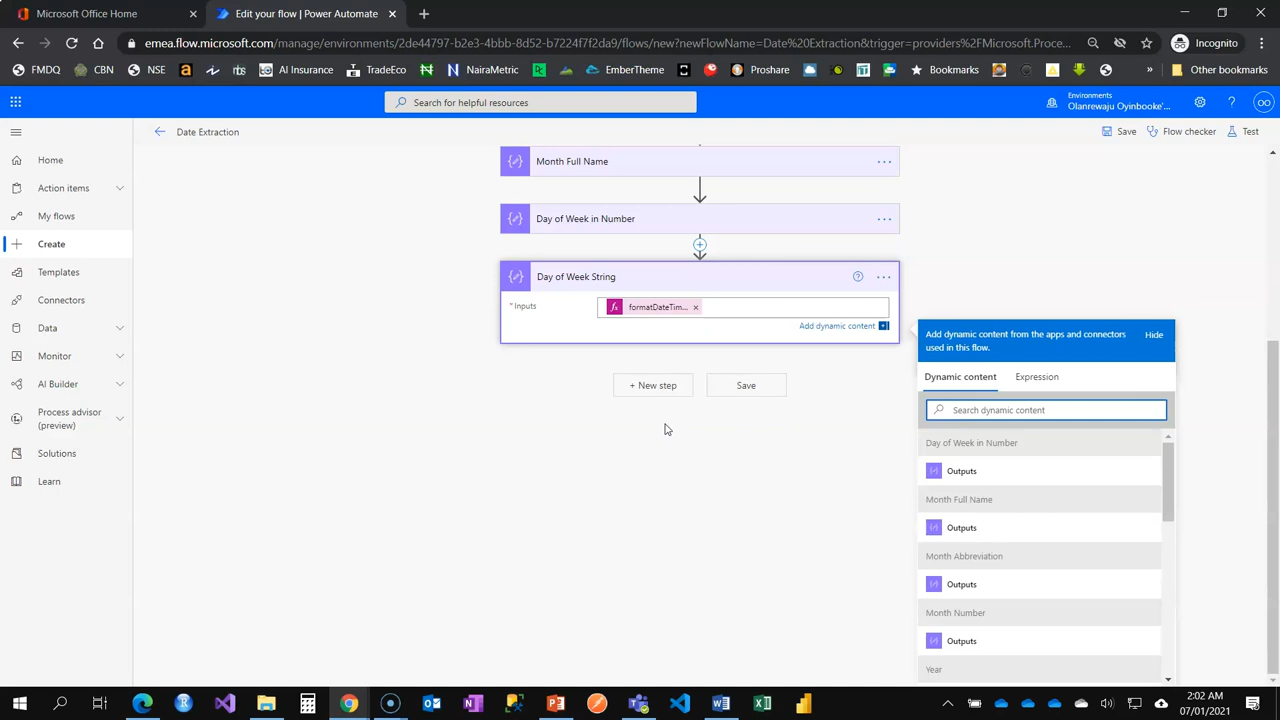 Microsoft Office Home
Edit your flow | Power Automate
emea.flow.microsoft.com/manage/environments/2de44797-b2e2-4bbb-8d52-b7224f7f2da9/flows/new?newFlowName=Date%20Extraction&trigger=providers%2FMicrosoft.Proce...
Incognito
FMDQ
CBN
NSE
AI Insurance
TradeEco
NairaMetric
EmberTheme
Proshare
Bookmarks
Other bookmarks
Search for helpful resources
Environments
Olanrewaju Oyinbooke'...
OO
Date Extraction
Save
Flow checker
Test
Home
Action items
My flows
Create
Templates
Connectors
Data
Monitor
AI Builder
Process advisor
(preview)
Solutions
Learn
Month Full Name
Day of Week in Number
Day of Week String
* Inputs
fx
formatDateTim...
Add dynamic content
+ New step
Save
Add dynamic content from the apps and connectors
used in this flow.
Hide
Dynamic content
Expression
Search dynamic content
Day of Week in Number
Outputs
Month Full Name
Outputs
Month Abbreviation
Outputs
Month Number
Outputs
Year
2:02 AM
07/01/2021